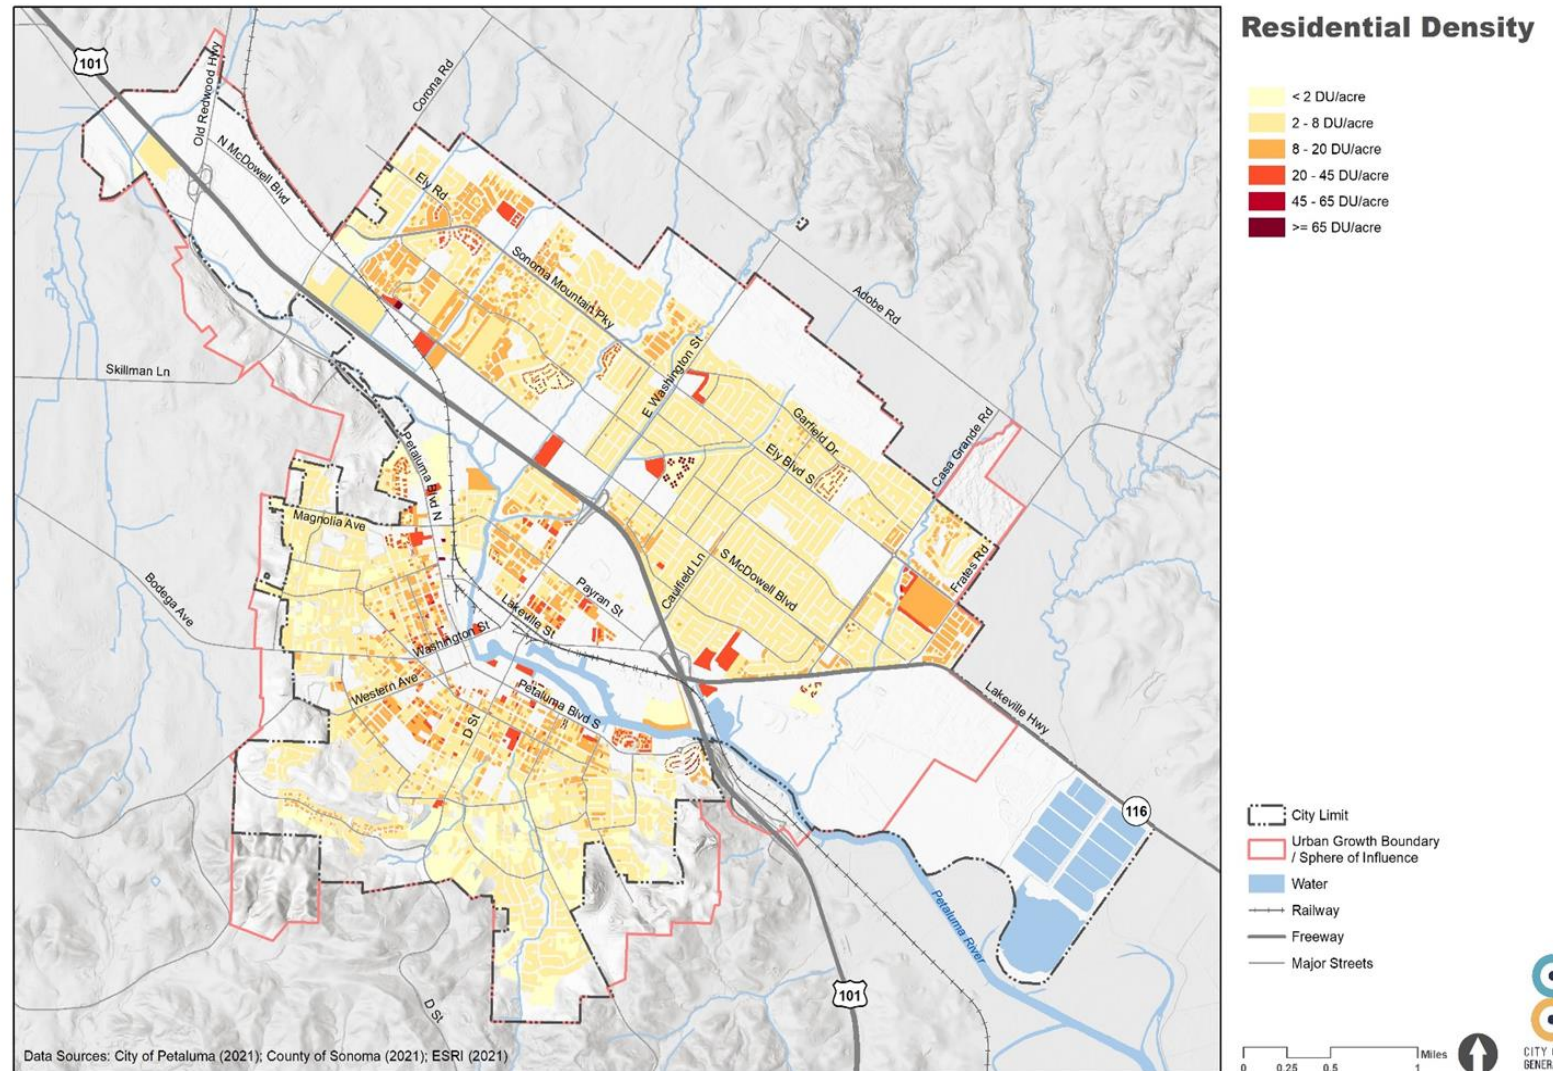 Residential Density
< 2 DU/acre
2 - 8 DU/acre
8 - 20 DU/acre
20 - 45 DU/acre
45 - 65 DU/acre
>= 65 DU/acre
101
Old Redwood Hwy
Corona Rd
N McDowell Blvd
Ely Rd
Sonoma Mountain Pky
Adobe Rd
Skillman Ln
E Washington St
Garfield Dr
Casa Grande Rd
Ely Blvd S
Petaluma Blvd N
Magnolia Ave
Frates Rd
Bodega Ave
Payran St
Caulfield Ln
S McDowell Blvd
Lakeville St
Washington St
Western Ave
Petaluma Blvd S
D St
Lakeville Hwy
116
Petaluma River
101
D St
City Limit
Urban Growth Boundary
/ Sphere of Influence
Water
Railway
Freeway
Major Streets
Data Sources: City of Petaluma (2021); County of Sonoma (2021); ESRI (2021)
0 0.25 0.5 1 Miles
CITY
GENER